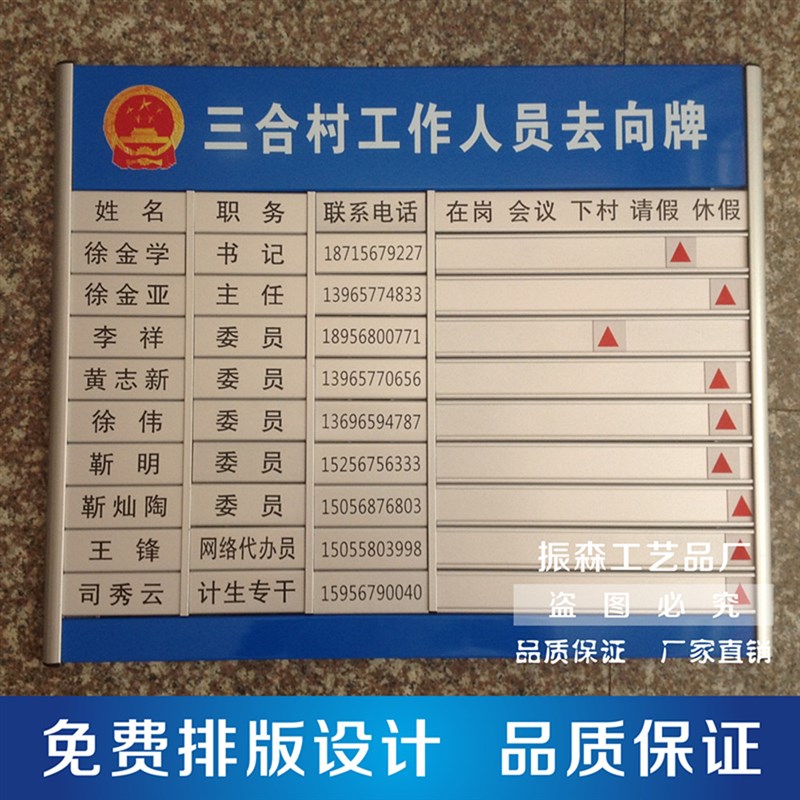 三合村工作人员去向牌
姓 名 职 务 联系电话 在岗 会议 下村 请假 休假
徐金学 书 记 18715679227
徐金亚 主 任 13965774833
李 祥 委 员 18956800771
黄志新 委 员 13965770656
徐 伟 委 员 13696594787
靳 明 委 员 15256756333
靳灿陶 委 员 15056876803
王 锋 网络代办员 15055803998
司秀云 计生专干 15956790040
振森工艺品厂
盗 图 必 究
品质保证 厂家直销
免费排版设计 品质保证